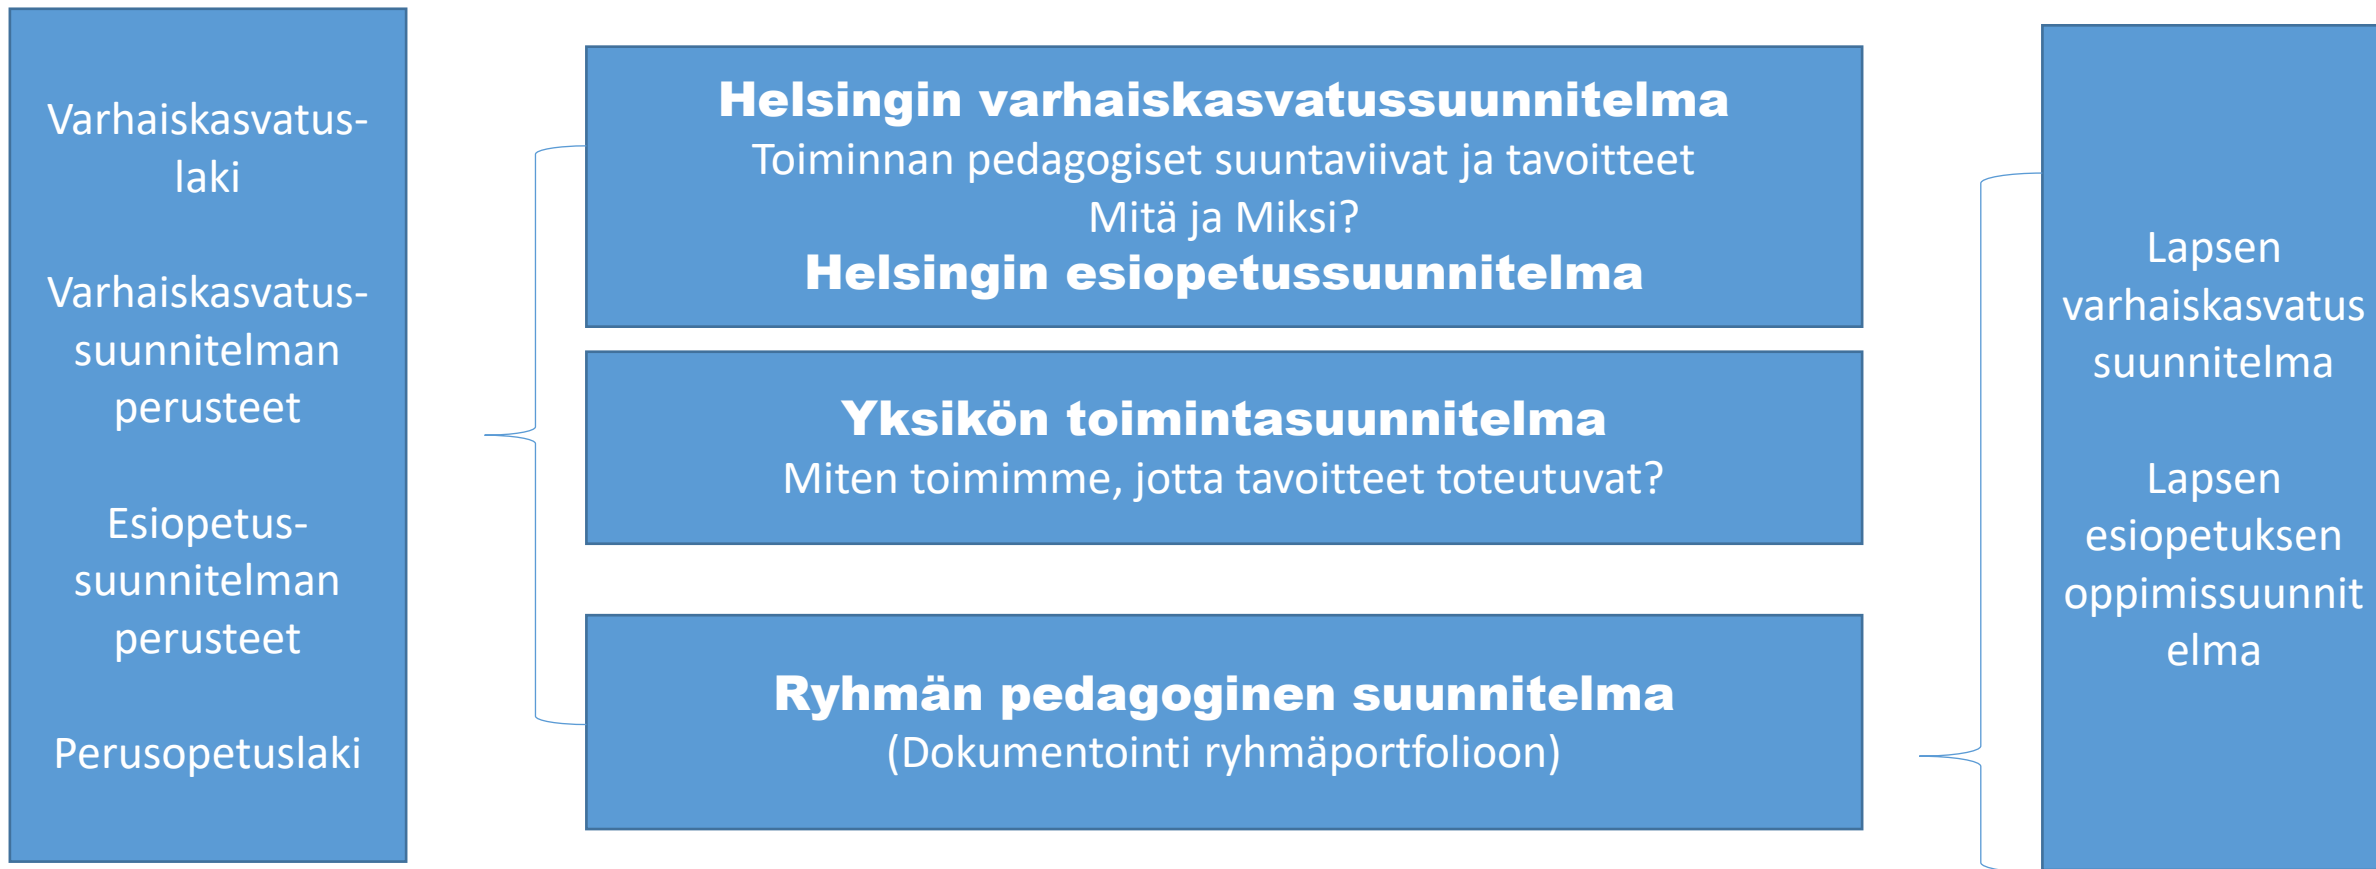 Varhaiskasvatus-
laki
Varhaiskasvatus-
suunnitelman
perusteet
Esiopetus-
suunnitelman
perusteet
Perusopetuslaki
Helsingin varhaiskasvatussuunnitelma
Toiminnan pedagogiset suuntaviivat ja tavoitteet
Mitä ja Miksi?
Helsingin esiopetussuunnitelma
Yksikön toimintasuunnitelma
Miten toimimme, jotta tavoitteet toteutuvat?
Ryhmän pedagoginen suunnitelma
(Dokumentointi ryhmäportfolioon)
Lapsen
varhaiskasvatus
suunnitelma
Lapsen
esiopetuksen
oppimissuunnit
elma